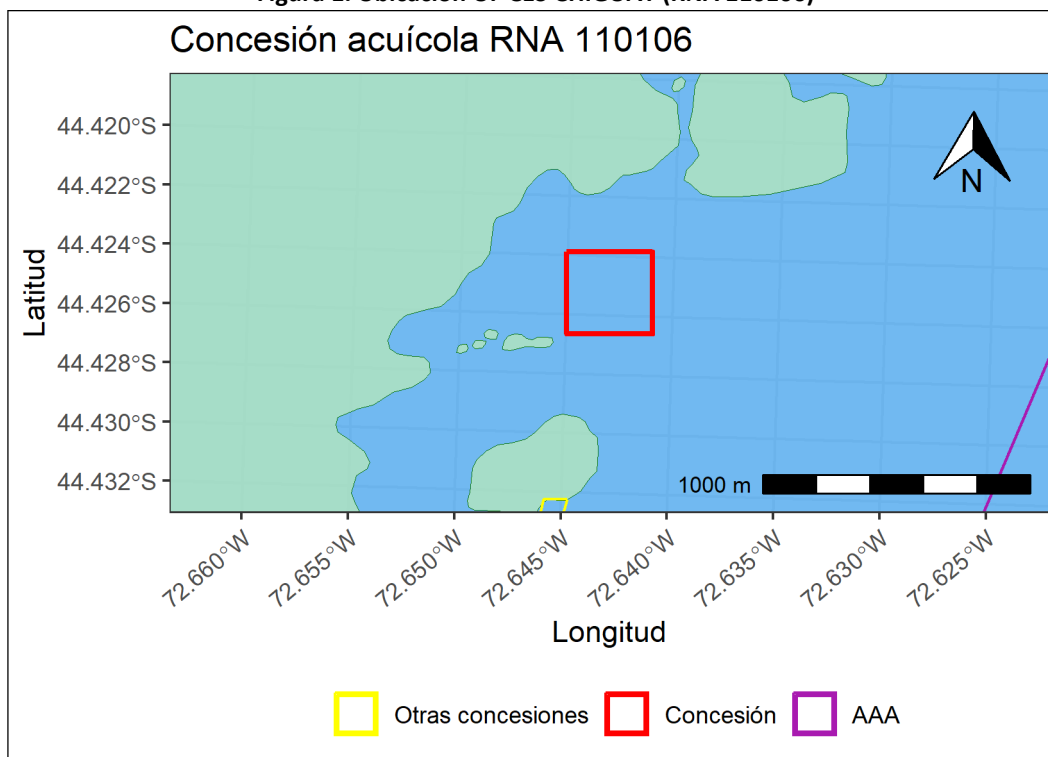 Concesión acuícola RNA 110106
44.420°S
44.422°S
44.424°S
44.426°S
44.428°S
44.430°S
44.432°S
Latitud
N
1000 m
72.660°W
72.655°W
72.650°W
72.645°W
72.640°W
72.635°W
72.630°W
72.625°W
Longitud
Otras concesiones
Concesión
AAA